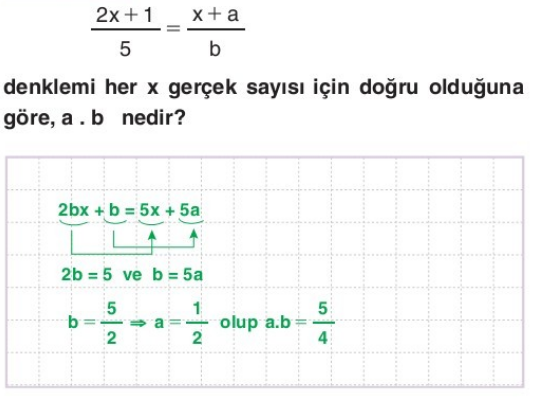 2x + 1 / 5 = x + a / b
denklemi her x gerçek sayısı için doğru olduğuna
göre, a . b nedir?
2bx + b = 5x + 5a
2b = 5 ve b = 5a
b = 5/2 ⇒ a = 1/2 olup a.b = 5/4